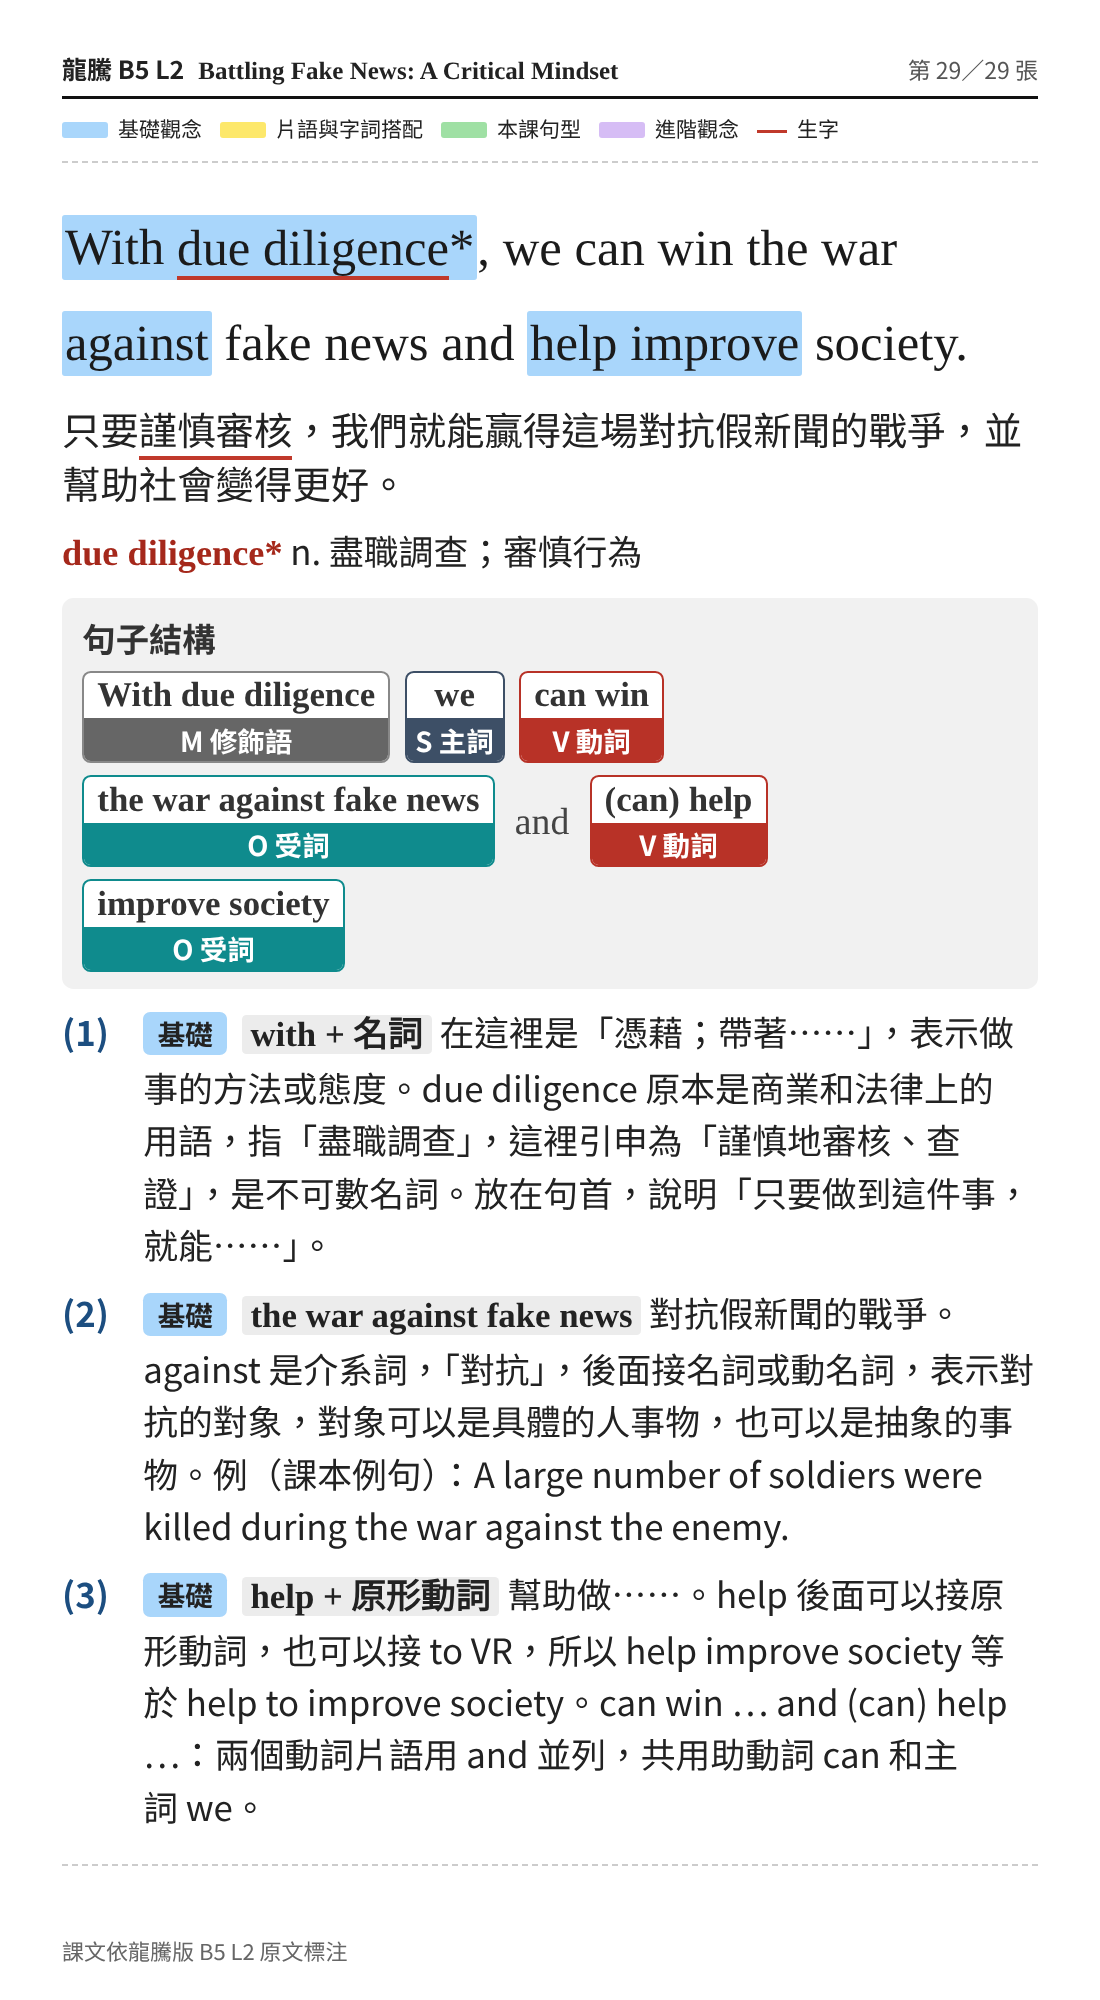 龍騰 B5 L2 Battling Fake News: A Critical Mindset 第 29／29 張
基礎觀念 片語與字詞搭配 本課句型 進階觀念 生字
With due diligence*, we can win the war
against fake news and help improve society.
只要謹慎審核，我們就能贏得這場對抗假新聞的戰爭，並
幫助社會變得更好。
due diligence* n. 盡職調查；審慎行為
句子結構
With due diligence we can win
M 修飾語 S 主詞 V 動詞
the war against fake news and (can) help
O 受詞 V 動詞
improve society
O 受詞
(1) 基礎 with + 名詞 在這裡是「憑藉；帶著……」，表示做
事的方法或態度。due diligence 原本是商業和法律上的
用語，指「盡職調查」，這裡引申為「謹慎地審核、查
證」，是不可數名詞。放在句首，說明「只要做到這件事，
就能……」。
(2) 基礎 the war against fake news 對抗假新聞的戰爭。
against 是介系詞，「對抗」，後面接名詞或動名詞，表示對
抗的對象，對象可以是具體的人事物，也可以是抽象的事
物。例（課本例句）：A large number of soldiers were
killed during the war against the enemy.
(3) 基礎 help + 原形動詞 幫助做……。help 後面可以接原
形動詞，也可以接 to VR，所以 help improve society 等
於 help to improve society。can win … and (can) help
…：兩個動詞片語用 and 並列，共用助動詞 can 和主
詞 we。
課文依龍騰版 B5 L2 原文標注